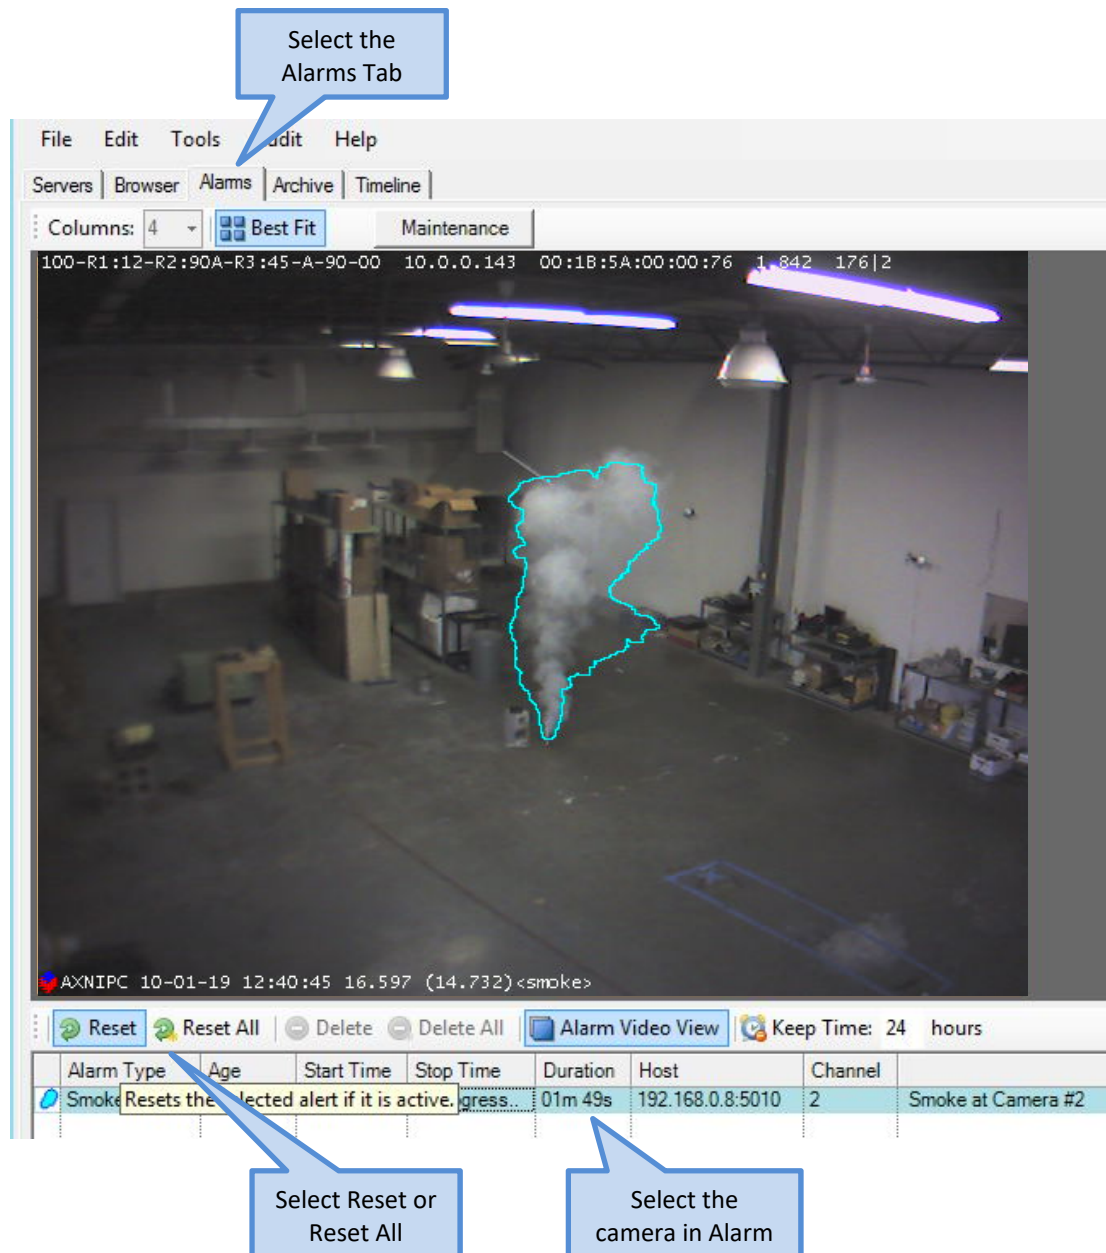 Select the
Alarms Tab
File Edit Tools Audit Help
Servers Browser Alarms Archive Timeline
Columns: 4 Best Fit Maintenance
100-R1:12-R2:90A-R3:45-A-90-00 10.0.0.143 00:1B:5A:00:00:76 1,842 176|2
AXNIPC 10-01-19 12:40:45 16.597 (14.732)<smoke>
Reset Reset All Delete Delete All Alarm Video View Keep Time: 24 hours
Alarm Type Age Start Time Stop Time Duration Host Channel
Smoke Resets the selected alert if it is active. gress.. 01m 49s 192.168.0.8:5010 2 Smoke at Camera #2
Select Reset or
Reset All
Select the
camera in Alarm